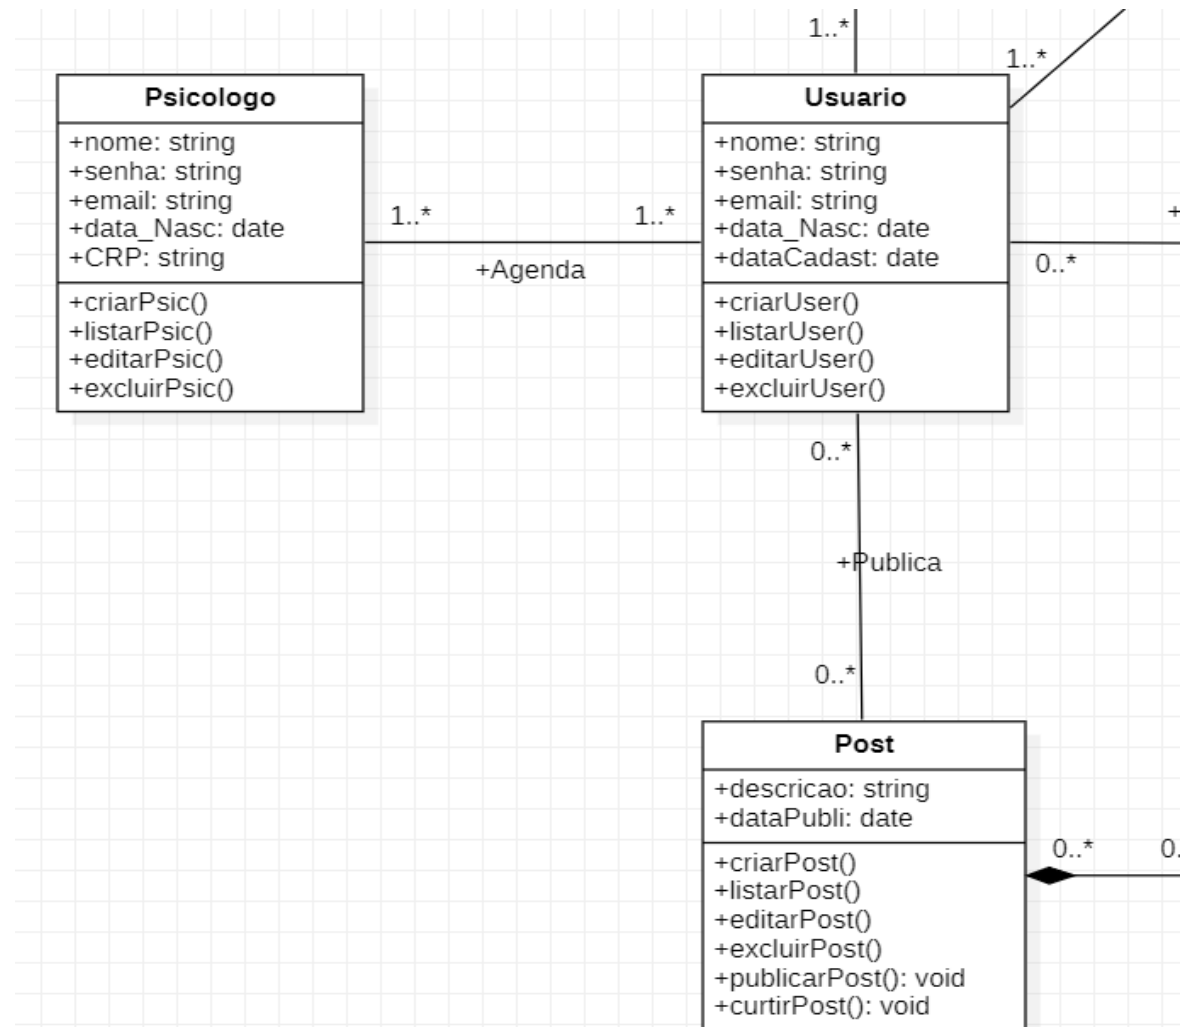 1..*
1..*
Psicologo
+nome: string
+senha: string
+email: string
+data_Nasc: date
+CRP: string
+criarPsic()
+listarPsic()
+editarPsic()
+excluirPsic()
1..*
1..*
+Agenda
Usuario
+nome: string
+senha: string
+email: string
+data_Nasc: date
+dataCadast: date
+criarUser()
+listarUser()
+editarUser()
+excluirUser()
+
0..*
0..*
+Publica
0..*
Post
+descricao: string
+dataPubli: date
+criarPost()
+listarPost()
+editarPost()
+excluirPost()
+publicarPost(): void
+curtirPost(): void
0..*
0.